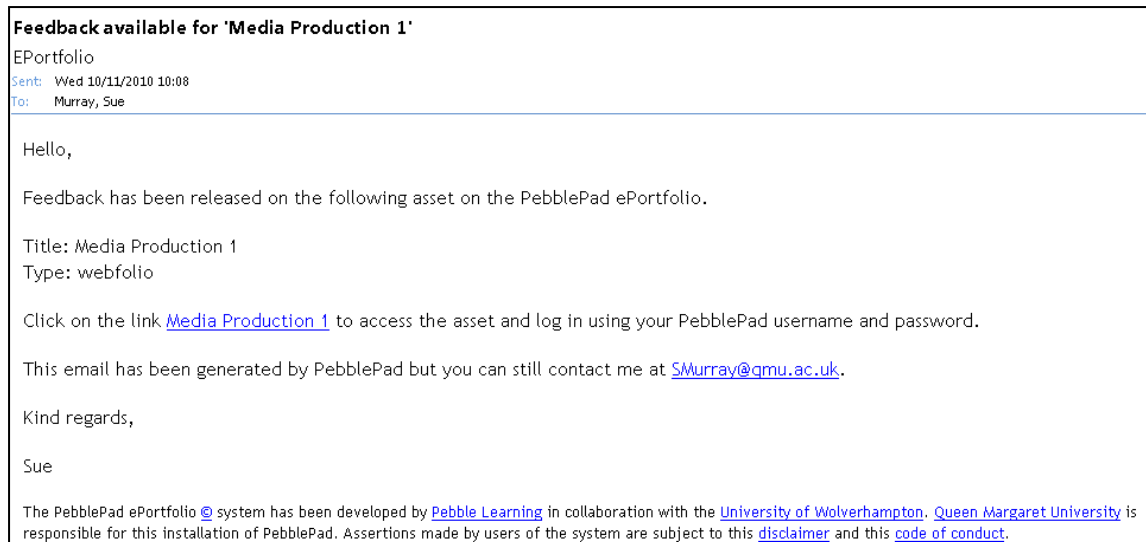 Feedback available for 'Media Production 1'
EPortfolio
Sent: Wed 10/11/2010 10:08
To: Murray, Sue
Hello,
Feedback has been released on the following asset on the PebblePad ePortfolio.
Title: Media Production 1
Type: webfolio
Click on the link Media Production 1 to access the asset and log in using your PebblePad username and password.
This email has been generated by PebblePad but you can still contact me at SMurray@qmu.ac.uk.
Kind regards,
Sue
The PebblePad ePortfolio © system has been developed by Pebble Learning in collaboration with the University of Wolverhampton. Queen Margaret University is
responsible for this installation of PebblePad. Assertions made by users of the system are subject to this disclaimer and this code of conduct.